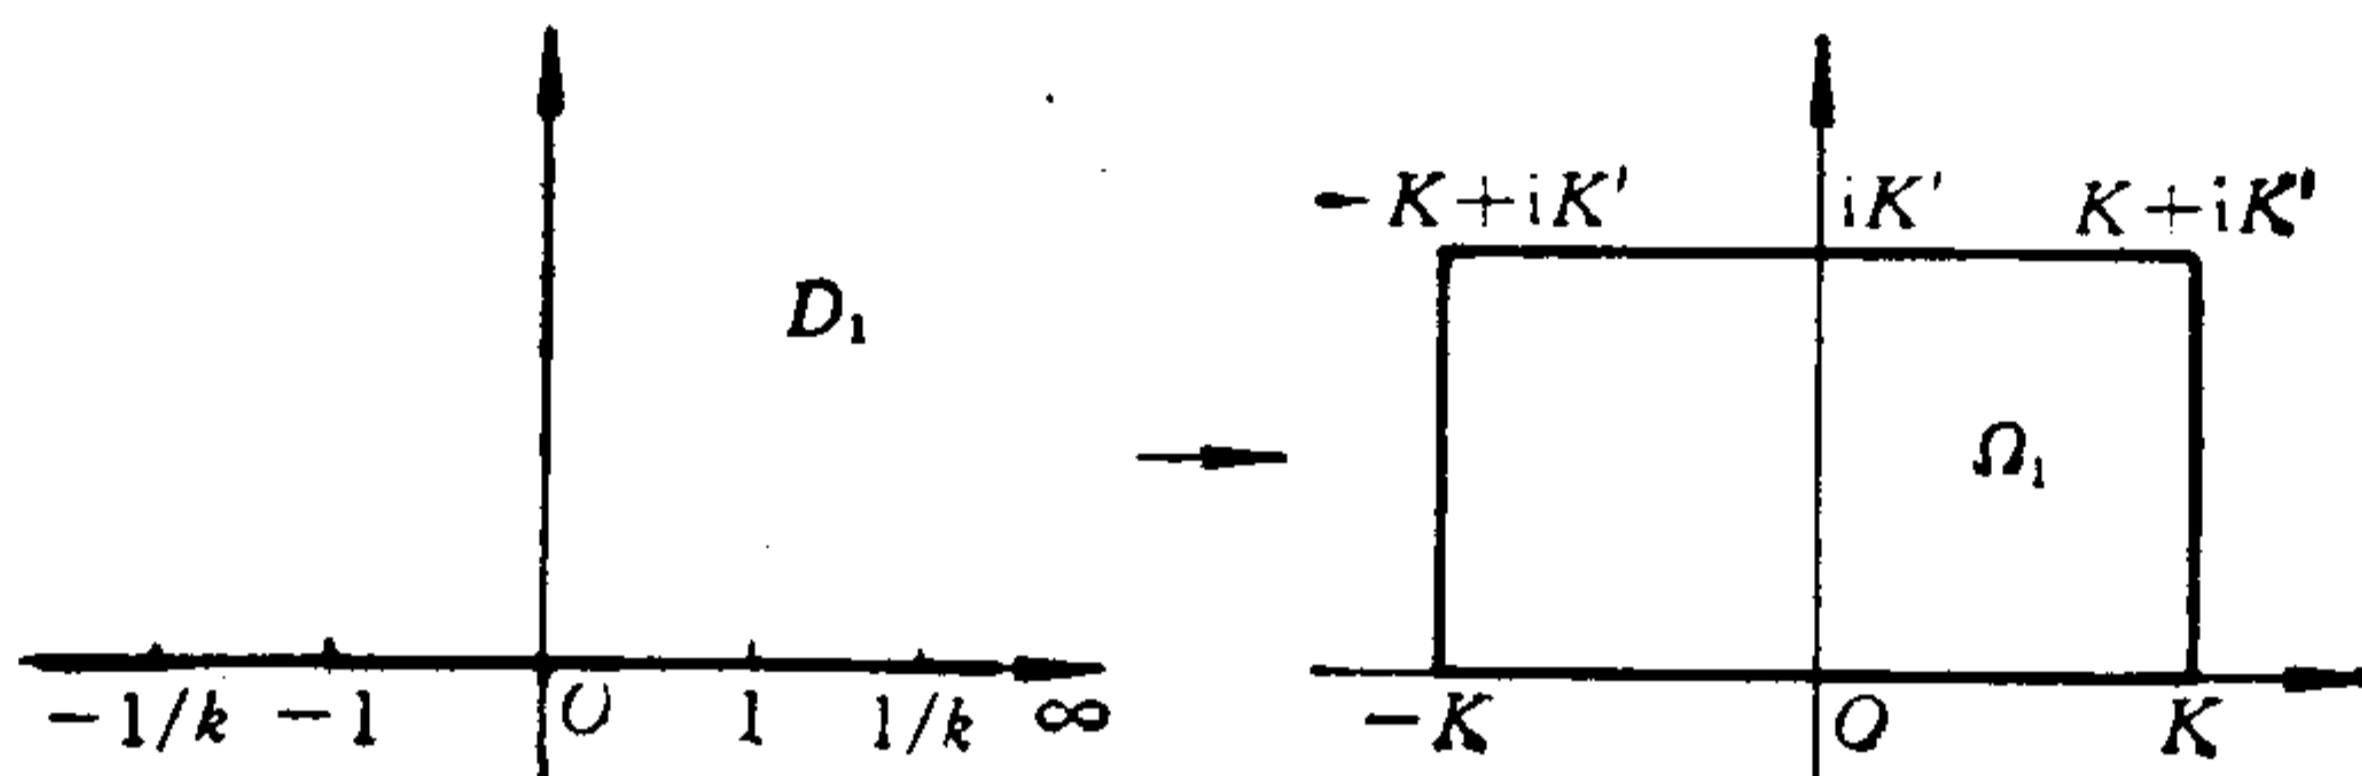 -K+iK' iK' K+iK'
D₁
Ω₁
-1/k -1 O 1 1/k ∞ -K O K